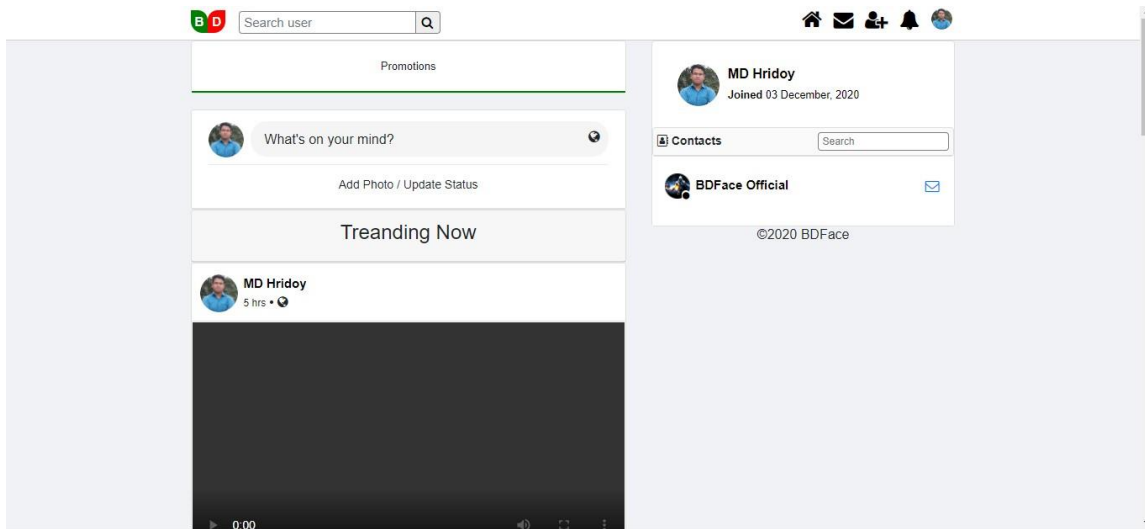 B D
Search user
Promotions
What's on your mind?
Add Photo / Update Status
Treanding Now
MD Hridoy
5 hrs •
0:00
MD Hridoy
Joined 03 December, 2020
Contacts
Search
BDFace Official
©2020 BDFace